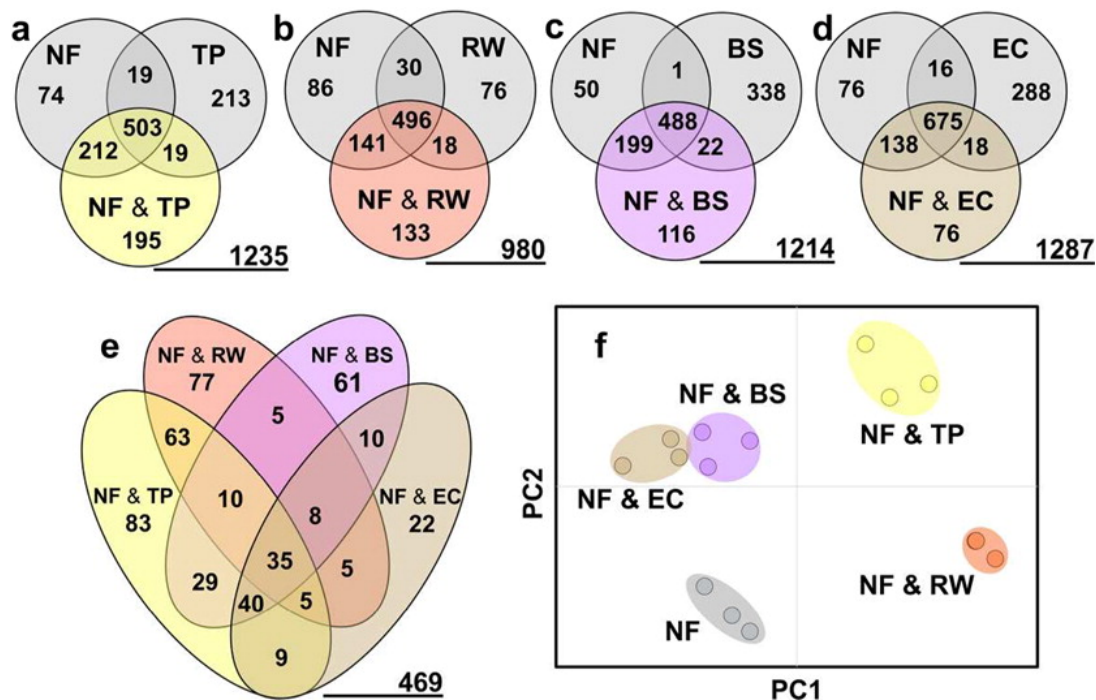 a
NF
19
TP
74
213
503
212
19
NF & TP
195
1235
b
NF
30
RW
86
76
496
141
18
NF & RW
133
980
c
NF
1
BS
50
338
488
199
22
NF & BS
116
1214
d
NF
16
EC
76
288
675
138
18
NF & EC
76
1287
e
NF & RW
77
NF & BS
61
5
63
10
NF & TP
83
10
8
NF & EC
22
35
29
5
40
5
9
469
f
NF & BS
NF & TP
NF & EC
NF & RW
NF
PC2
PC1